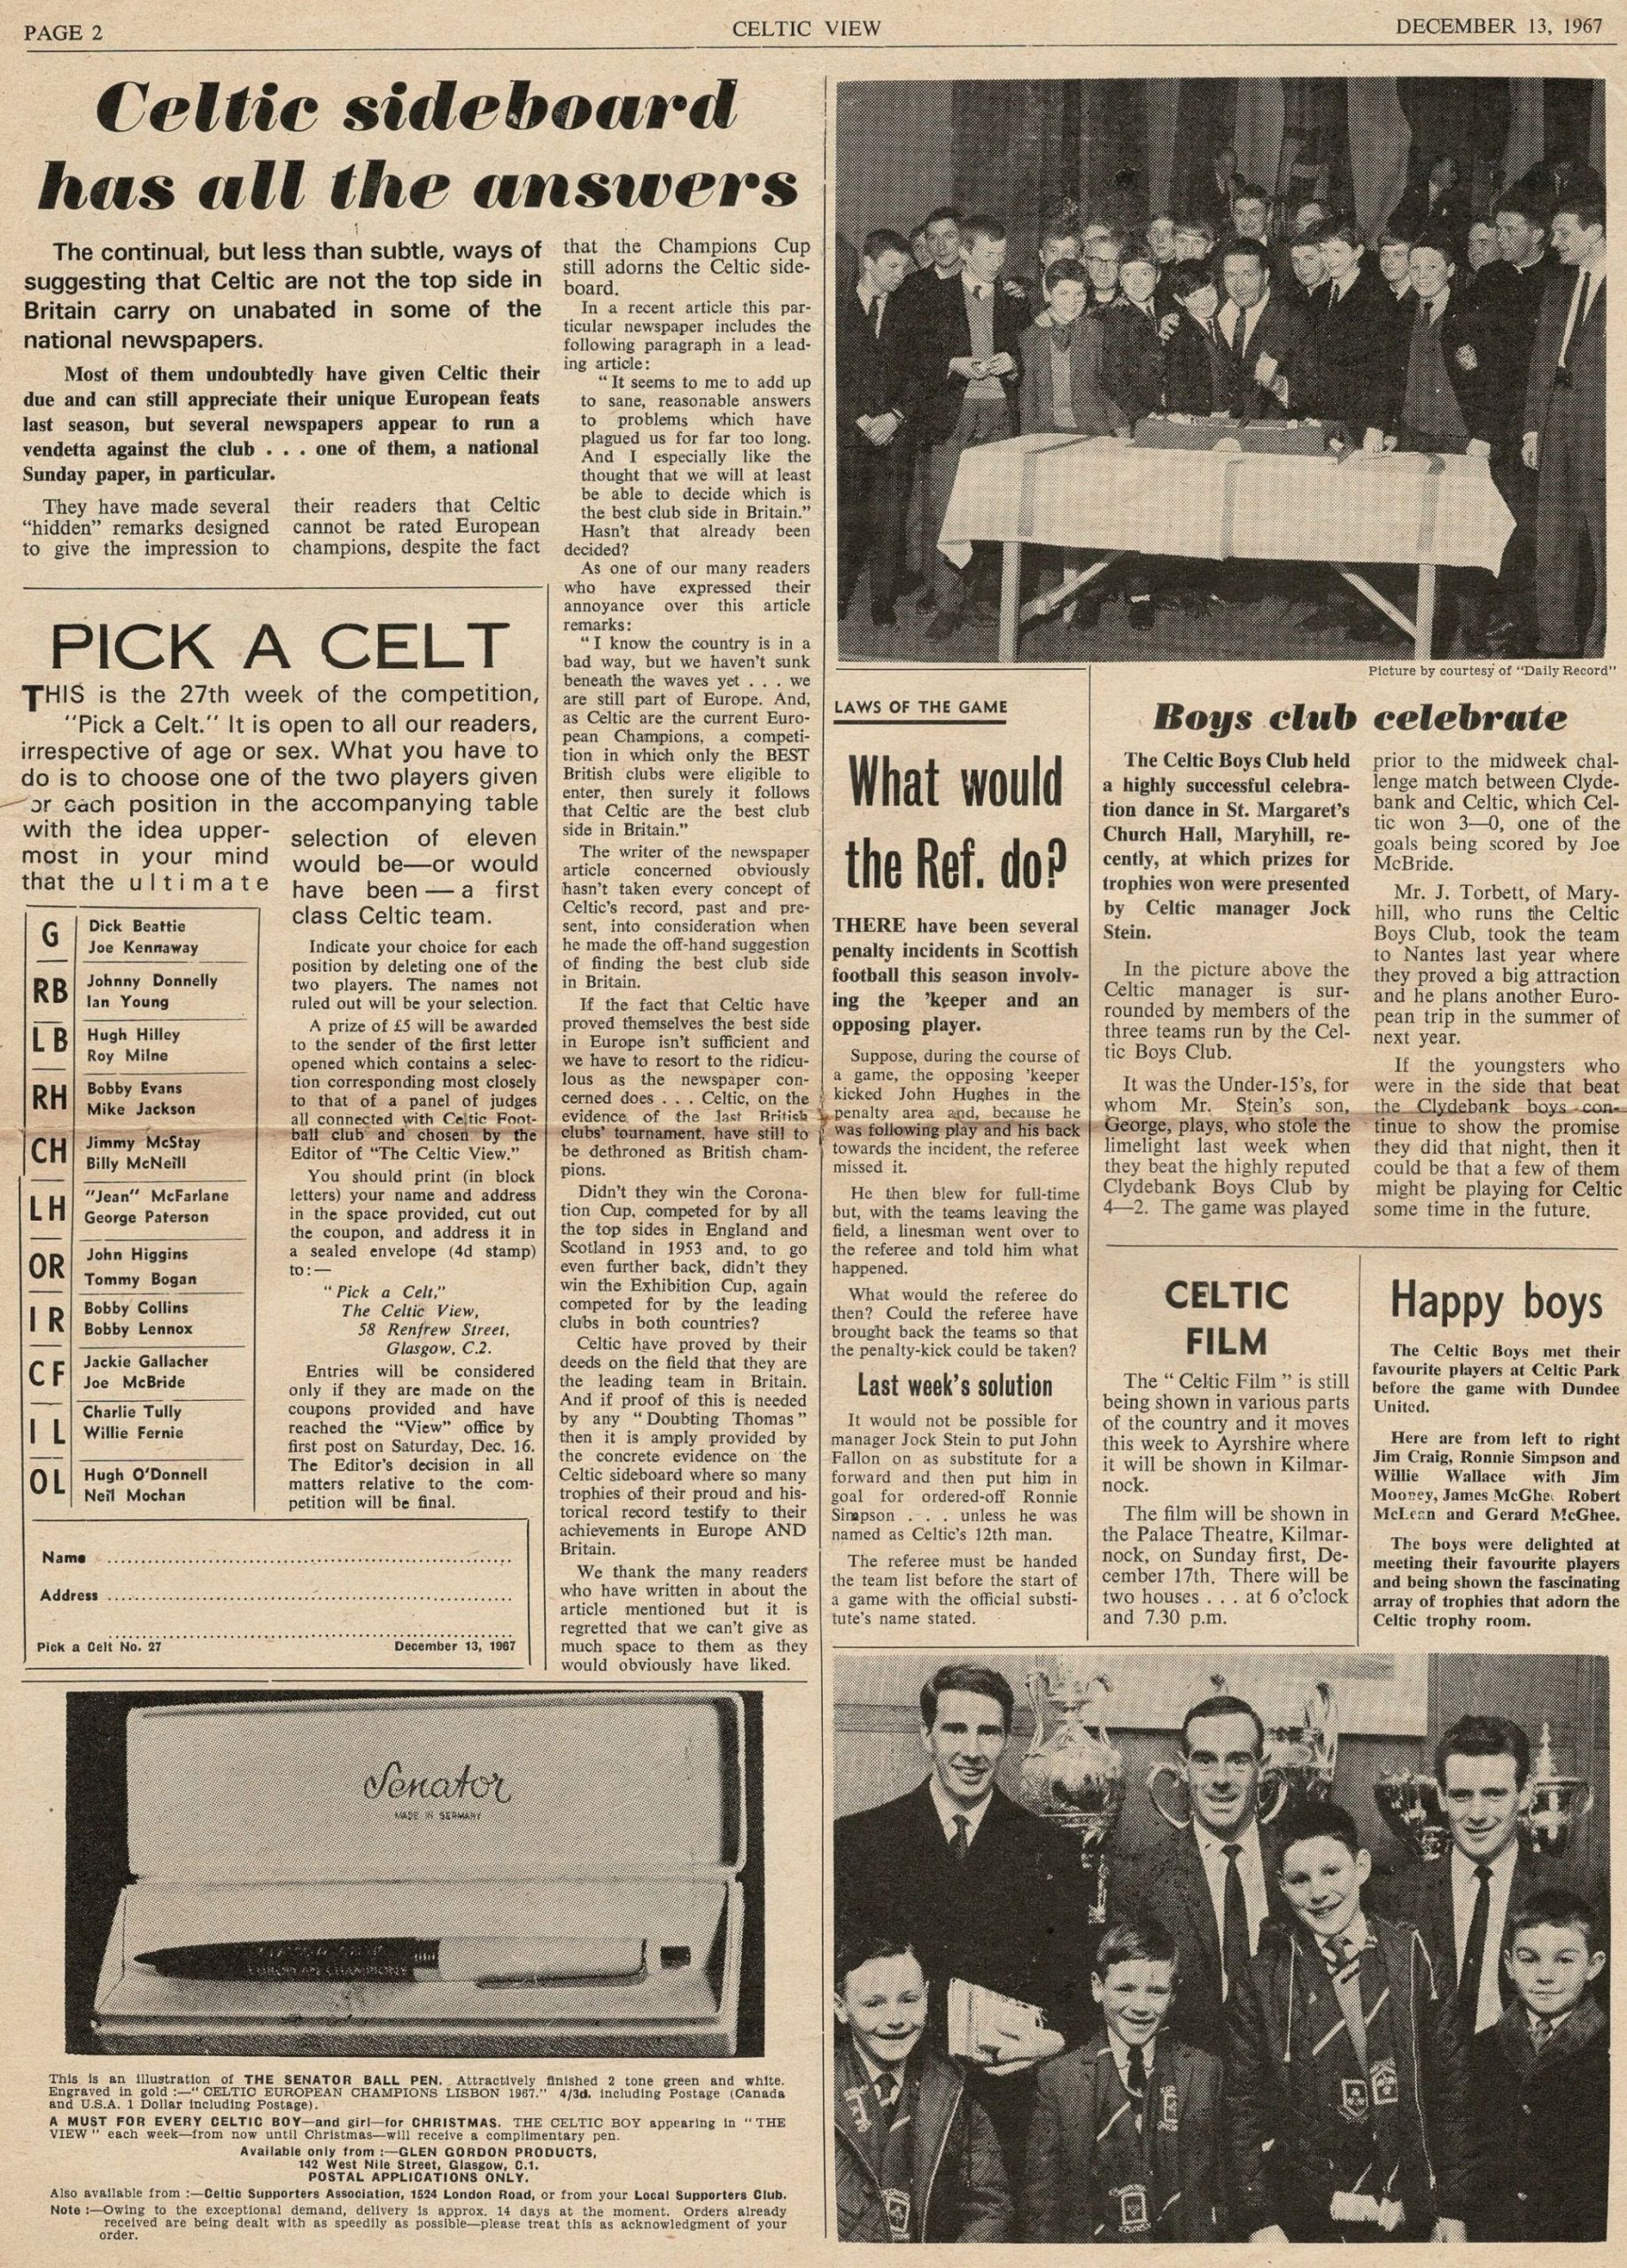 PAGE 2
CELTIC VIEW
DECEMBER 13, 1967
Celtic sideboard
has all the answers
The continual, but less than subtle, ways of
suggesting that Celtic are not the top side in
Britain carry on unabated in some of the
national newspapers.
Most of them undoubtedly have given Celtic their
due and can still appreciate their unique European feats
last season, but several newspapers appear to run a
vendetta against the club . . . one of them, a national
Sunday paper, in particular.
They have made several
"hidden" remarks designed
to give the impression to
their readers that Celtic
cannot be rated European
champions, despite the fact
that the Champions Cup
still adorns the Celtic side-
board.
In a recent article this par-
ticular newspaper includes the
following paragraph in a lead-
ing article:
"It seems to me to add up
to sane, reasonable answers
to problems which have
plagued us for far too long.
And I especially like the
thought that we will at least
be able to decide which is
the best club side in Britain."
Hasn't that already been
decided?
As one of our many readers
who have expressed their
annoyance over this article
remarks:
"I know the country is in a
bad way, but we haven't sunk
beneath the waves yet . . . we
are still part of Europe. And,
as Celtic are the current Euro-
pean Champions, a competi-
tion in which only the BEST
British clubs were eligible to
enter, then surely it follows
that Celtic are the best club
side in Britain."
The writer of the newspaper
article concerned obviously
hasn't taken every concept of
Celtic's record, past and pre-
sent, into consideration when
he made the off-hand suggestion
of finding the best club side
in Britain.
If the fact that Celtic have
proved themselves the best side
in Europe isn't sufficient and
we have to resort to the ridicu-
lous as the newspaper con-
cerned does . . . Celtic, on the
evidence of the last British
clubs' tournament, have still to
be dethroned as British cham-
pions.
Didn't they win the Corona-
tion Cup, competed for by all
the top sides in England and
Scotland in 1953 and, to go
even further back, didn't they
win the Exhibition Cup, again
competed for by the leading
clubs in both countries?
Celtic have proved by their
deeds on the field that they are
the leading team in Britain.
And if proof of this is needed
by any "Doubting Thomas"
then it is amply provided by
the concrete evidence on the
Celtic sideboard where so many
trophies of their proud and his-
torical record testify to their
achievements in Europe AND
Britain.
We thank the many readers
who have written in about the
article mentioned but it is
regretted that we can't give as
much space to them as they
would obviously have liked.
PICK A CELT
THIS is the 27th week of the competition,
"Pick a Celt." It is open to all our readers,
irrespective of age or sex. What you have to
do is to choose one of the two players given
or each position in the accompanying table
with the idea upper-
most in your mind
that the ultimate
selection of eleven
would be—or would
have been — a first
class Celtic team.
G
Dick Beattie
Joe Kennaway
RB
Johnny Donnelly
Ian Young
LB
Hugh Hilley
Roy Milne
RH
Bobby Evans
Mike Jackson
CH
Jimmy McStay
Billy McNeill
LH
"Jean" McFarlane
George Paterson
OR
John Higgins
Tommy Bogan
IR
Bobby Collins
Bobby Lennox
CF
Jackie Gallacher
Joe McBride
IL
Charlie Tully
Willie Fernie
OL
Hugh O'Donnell
Neil Mochan
Indicate your choice for each
position by deleting one of the
two players. The names not
ruled out will be your selection.
A prize of £5 will be awarded
to the sender of the first letter
opened which contains a selec-
tion corresponding most closely
to that of a panel of judges
all connected with Celtic Foot-
ball club and chosen by the
Editor of "The Celtic View."
You should print (in block
letters) your name and address
in the space provided, cut out
the coupon, and address it in
a sealed envelope (4d stamp)
to:—
"Pick a Celt,"
The Celtic View,
58 Renfrew Street,
Glasgow, C.2.
Entries will be considered
only if they are made on the
coupons provided and have
reached the "View" office by
first post on Saturday, Dec. 16.
The Editor's decision in all
matters relative to the com-
petition will be final.
Name
Address
Pick a Celt No. 27
December 13, 1967
Senator
MADE IN GERMANY
EUROPEAN CHAMPIONS
This is an illustration of THE SENATOR BALL PEN. Attractively finished 2 tone green and white.
Engraved in gold :—"CELTIC EUROPEAN CHAMPIONS LISBON 1967." 4/3d. including Postage (Canada
and U.S.A. 1 Dollar including Postage).
A MUST FOR EVERY CELTIC BOY—and girl—for CHRISTMAS. THE CELTIC BOY appearing in "THE
VIEW" each week—from now until Christmas—will receive a complimentary pen.
Available only from :—GLEN GORDON PRODUCTS,
142 West Nile Street, Glasgow, C.1.
POSTAL APPLICATIONS ONLY.
Also available from :—Celtic Supporters Association, 1524 London Road, or from your Local Supporters Club.
Note :—Owing to the exceptional demand, delivery is approx. 14 days at the moment. Orders already
received are being dealt with as speedily as possible—please treat this as acknowledgment of your
order.
Picture by courtesy of "Daily Record"
LAWS OF THE GAME
What would
the Ref. do?
THERE have been several
penalty incidents in Scottish
football this season involv-
ing the 'keeper and an
opposing player.
Suppose, during the course of
a game, the opposing 'keeper
kicked John Hughes in the
penalty area and, because he
was following play and his back
towards the incident, the referee
missed it.
He then blew for full-time
but, with the teams leaving the
field, a linesman went over to
the referee and told him what
happened.
What would the referee do
then? Could the referee have
brought back the teams so that
the penalty-kick could be taken?
Last week's solution
It would not be possible for
manager Jock Stein to put John
Fallon on as substitute for a
forward and then put him in
goal for ordered-off Ronnie
Simpson . . . unless he was
named as Celtic's 12th man.
The referee must be handed
the team list before the start of
a game with the official substi-
tute's name stated.
Boys club celebrate
The Celtic Boys Club held
a highly successful celebra-
tion dance in St. Margaret's
Church Hall, Maryhill, re-
cently, at which prizes for
trophies won were presented
by Celtic manager Jock
Stein.
In the picture above the
Celtic manager is sur-
rounded by members of the
three teams run by the Cel-
tic Boys Club.
It was the Under-15's, for
whom Mr. Stein's son,
George, plays, who stole the
limelight last week when
they beat the highly reputed
Clydebank Boys Club by
4—2. The game was played
prior to the midweek chal-
lenge match between Clyde-
bank and Celtic, which Cel-
tic won 3—0, one of the
goals being scored by Joe
McBride.
Mr. J. Torbett, of Mary-
hill, who runs the Celtic
Boys Club, took the team
to Nantes last year where
they proved a big attraction
and he plans another Euro-
pean trip in the summer of
next year.
If the youngsters who
were in the side that beat
the Clydebank boys con-
tinue to show the promise
they did that night, then it
could be that a few of them
might be playing for Celtic
some time in the future.
CELTIC
FILM
The "Celtic Film" is still
being shown in various parts
of the country and it moves
this week to Ayrshire where
it will be shown in Kilmar-
nock.
The film will be shown in
the Palace Theatre, Kilmar-
nock, on Sunday first, De-
cember 17th. There will be
two houses . . . at 6 o'clock
and 7.30 p.m.
Happy boys
The Celtic Boys met their
favourite players at Celtic Park
before the game with Dundee
United.
Here are from left to right
Jim Craig, Ronnie Simpson and
Willie Wallace with Jim
Mooney, James McGhe Robert
McLean and Gerard McGhee.
The boys were delighted at
meeting their favourite players
and being shown the fascinating
array of trophies that adorn the
Celtic trophy room.